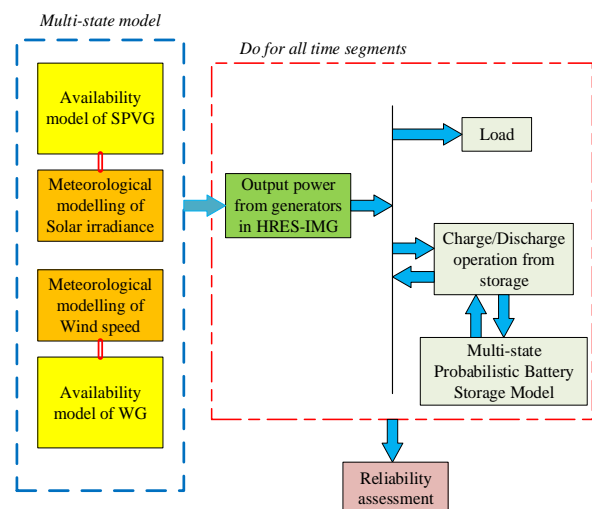 Multi-state model
Do for all time segments
Availability
model of SPVG
Meteorological
modelling of
Solar irradiance
Meteorological
modelling of
Wind speed
Availability
model of WG
Output power
from generators
in HRES-IMG
Load
Charge/Discharge
operation from
storage
Multi-state
Probabilistic Battery
Storage Model
Reliability
assessment